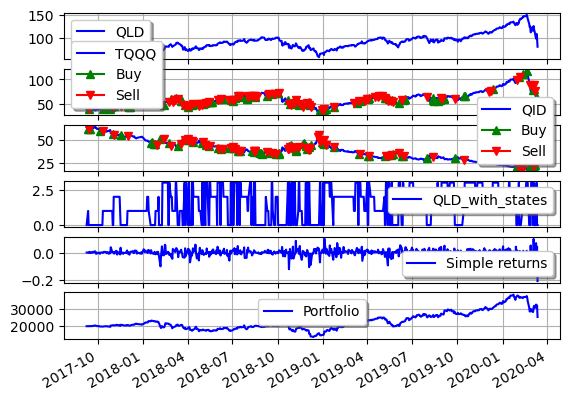 150
100
QLD
TQQQ
Buy
Sell
100
50
QID
Buy
Sell
50
25
2.5
0.0
QLD_with_states
0.0
−0.2
Simple returns
30000
20000
Portfolio
2017-10
2018-01
2018-04
2018-07
2018-10
2019-01
2019-04
2019-07
2019-10
2020-01
2020-04